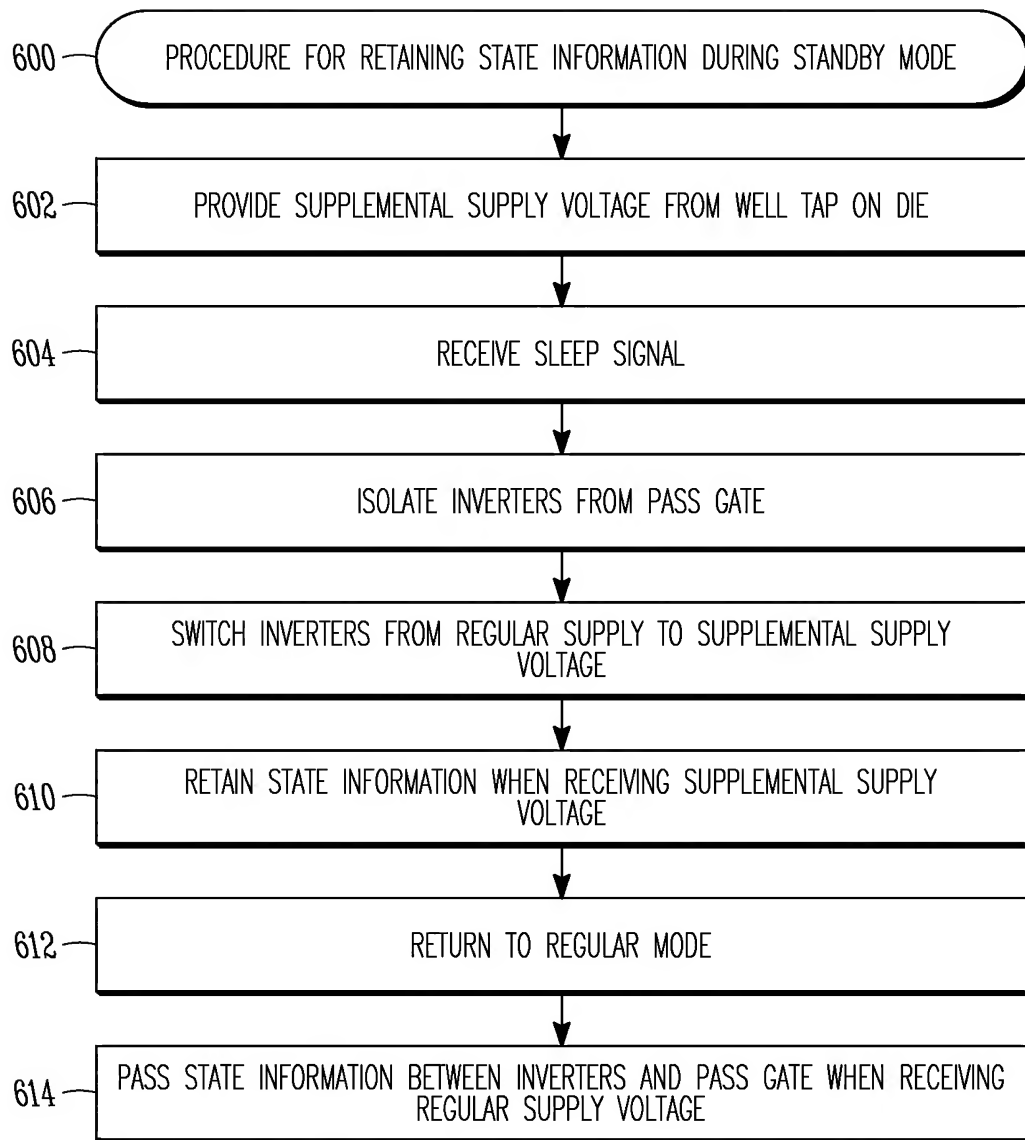 600 PROCEDURE FOR RETAINING STATE INFORMATION DURING STANDBY MODE
602 PROVIDE SUPPLEMENTAL SUPPLY VOLTAGE FROM WELL TAP ON DIE
604 RECEIVE SLEEP SIGNAL
606 ISOLATE INVERTERS FROM PASS GATE
608 SWITCH INVERTERS FROM REGULAR SUPPLY TO SUPPLEMENTAL SUPPLY
VOLTAGE
610 RETAIN STATE INFORMATION WHEN RECEIVING SUPPLEMENTAL SUPPLY
VOLTAGE
612 RETURN TO REGULAR MODE
614 PASS STATE INFORMATION BETWEEN INVERTERS AND PASS GATE WHEN RECEIVING
REGULAR SUPPLY VOLTAGE